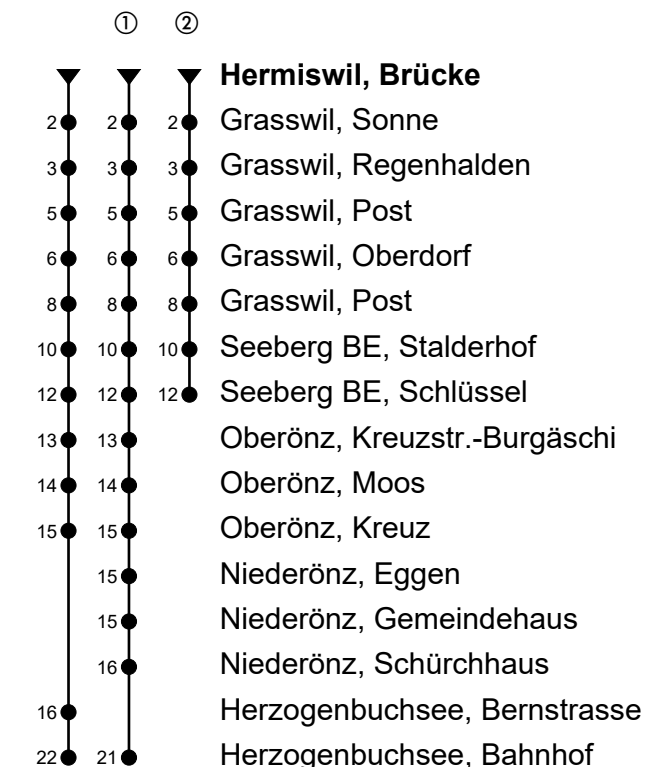 ① ②
Hermiswil, Brücke
2 2 2 Grasswil, Sonne
3 3 3 Grasswil, Regenhalden
5 5 5 Grasswil, Post
6 6 6 Grasswil, Oberdorf
8 8 8 Grasswil, Post
10 10 10 Seeberg BE, Stalderhof
12 12 12 Seeberg BE, Schlüssel
13 13 Oberönz, Kreuzstr.-Burgäschi
14 14 Oberönz, Moos
15 15 Oberönz, Kreuz
15 Niederönz, Eggen
15 Niederönz, Gemeindehaus
16 Niederönz, Schürchhaus
16 Herzogenbuchsee, Bernstrasse
22 21 Herzogenbuchsee, Bahnhof